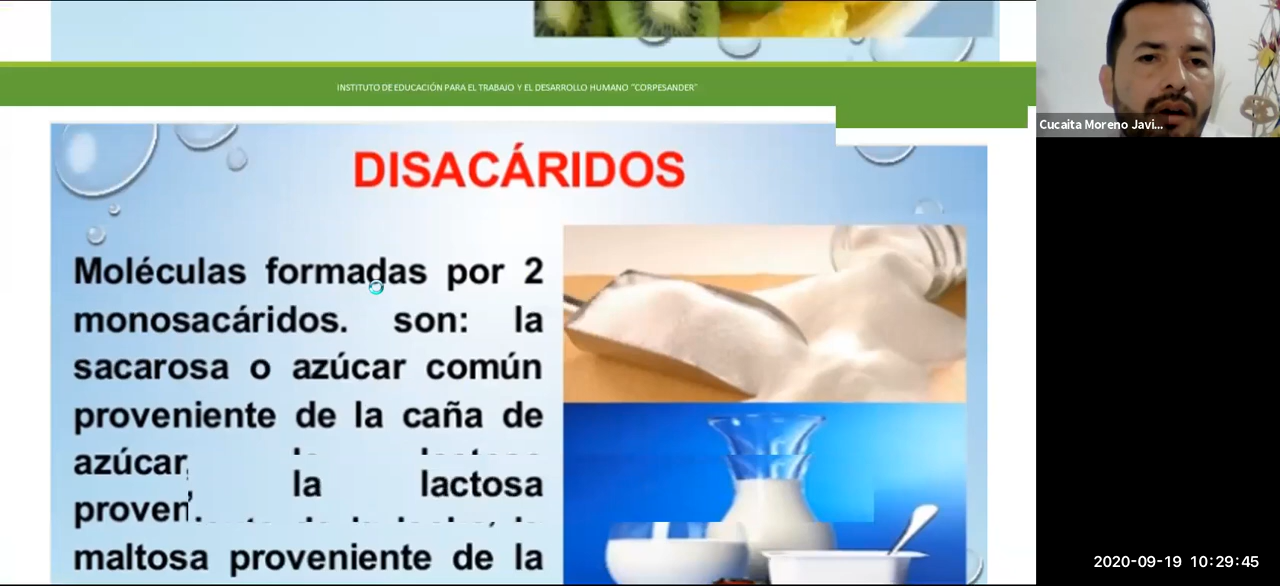 INSTITUTO DE EDUCACIÓN PARA EL TRABAJO Y EL DESARROLLO HUMANO "CORPESANDER"
Cucaita Moreno Javi...
DISACÁRIDOS
Moléculas formadas por 2
monosacáridos. son: la
sacarosa o azúcar común
proveniente de la caña de
azúcar, la lactosa
maltosa proveniente de la
2020-09-19 10:29:45